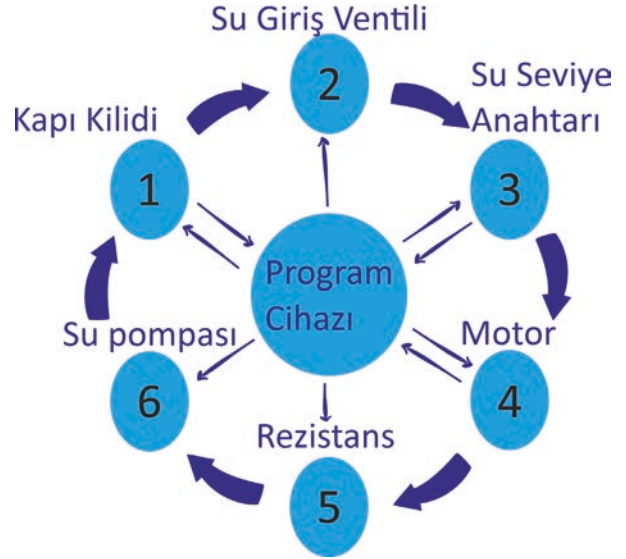 Su Giriş Ventili
2
Su Seviye
Anahtarı
3
Kapı Kilidi
1
Program
Cihazı
Su pompası
6
Motor
4
Rezistans
5